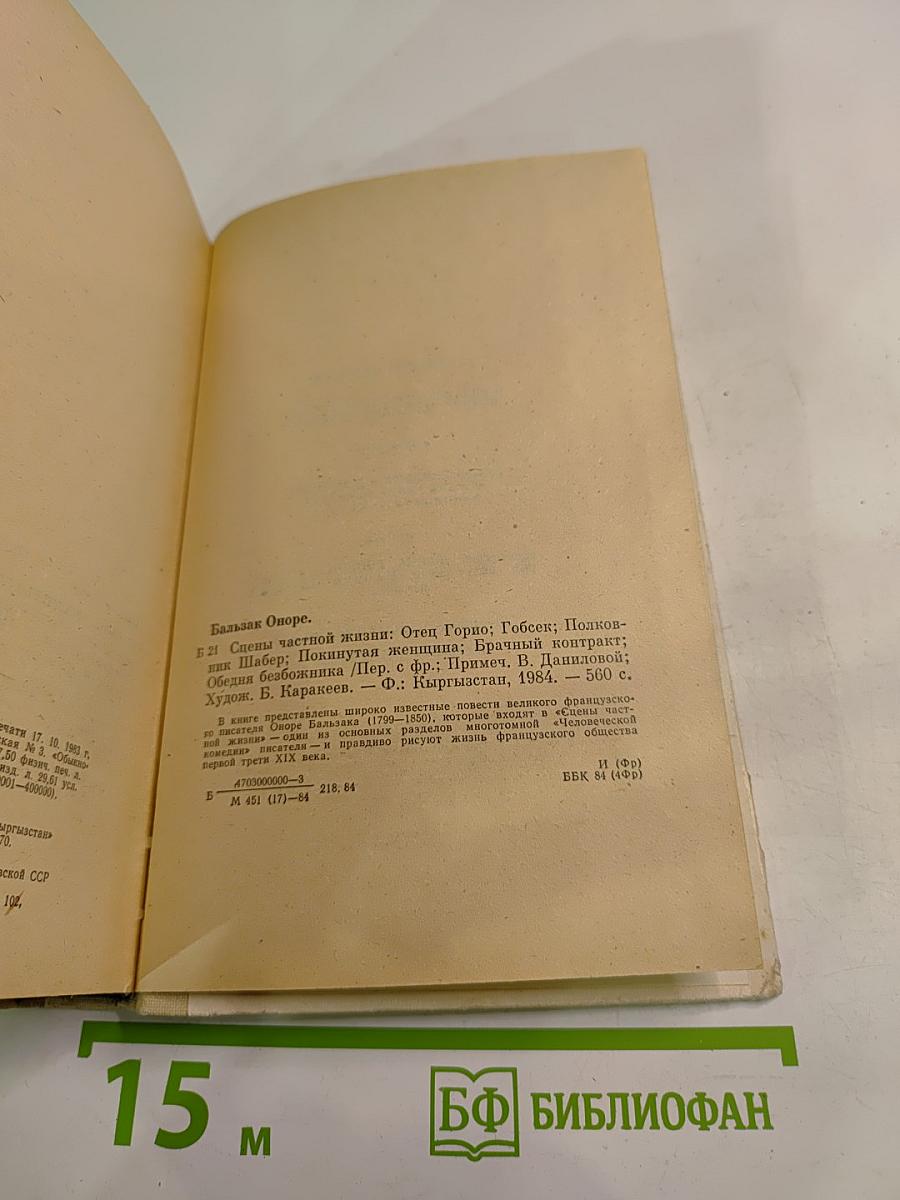 ечати 17. 10. 1983 г.
ская № 3. «Обыкно-
7,50 физич. печ. л.
изд. л. 29,61 усл.
0001—400000).
ыргызстан»
70.
вской ССР
102,
Бальзак Оноре.
Б 21 Сцены частной жизни: Отец Горио; Гобсек; Полков-
ник Шабер; Покинутая женщина; Брачный контракт;
Обедня безбожника /Пер. с фр.; Примеч. В. Даниловой;
Худож. Б. Каракеев. — Ф.: Кыргызстан, 1984. — 560 с.
В книге представлены широко известные повести великого французско-
го писателя Оноре Бальзака (1799—1850), которые входят в «Сцены част-
ной жизни» — один из основных разделов многотомной «Человеческой
комедии» писателя — и правдиво рисуют жизнь французского общества
первой трети XIX века.
Б 4703000000—3
М 451 (17)—84 218, 84
И (Фр)
ББК 84 (4Фр)
15 м
БФ БИБЛИОФАН